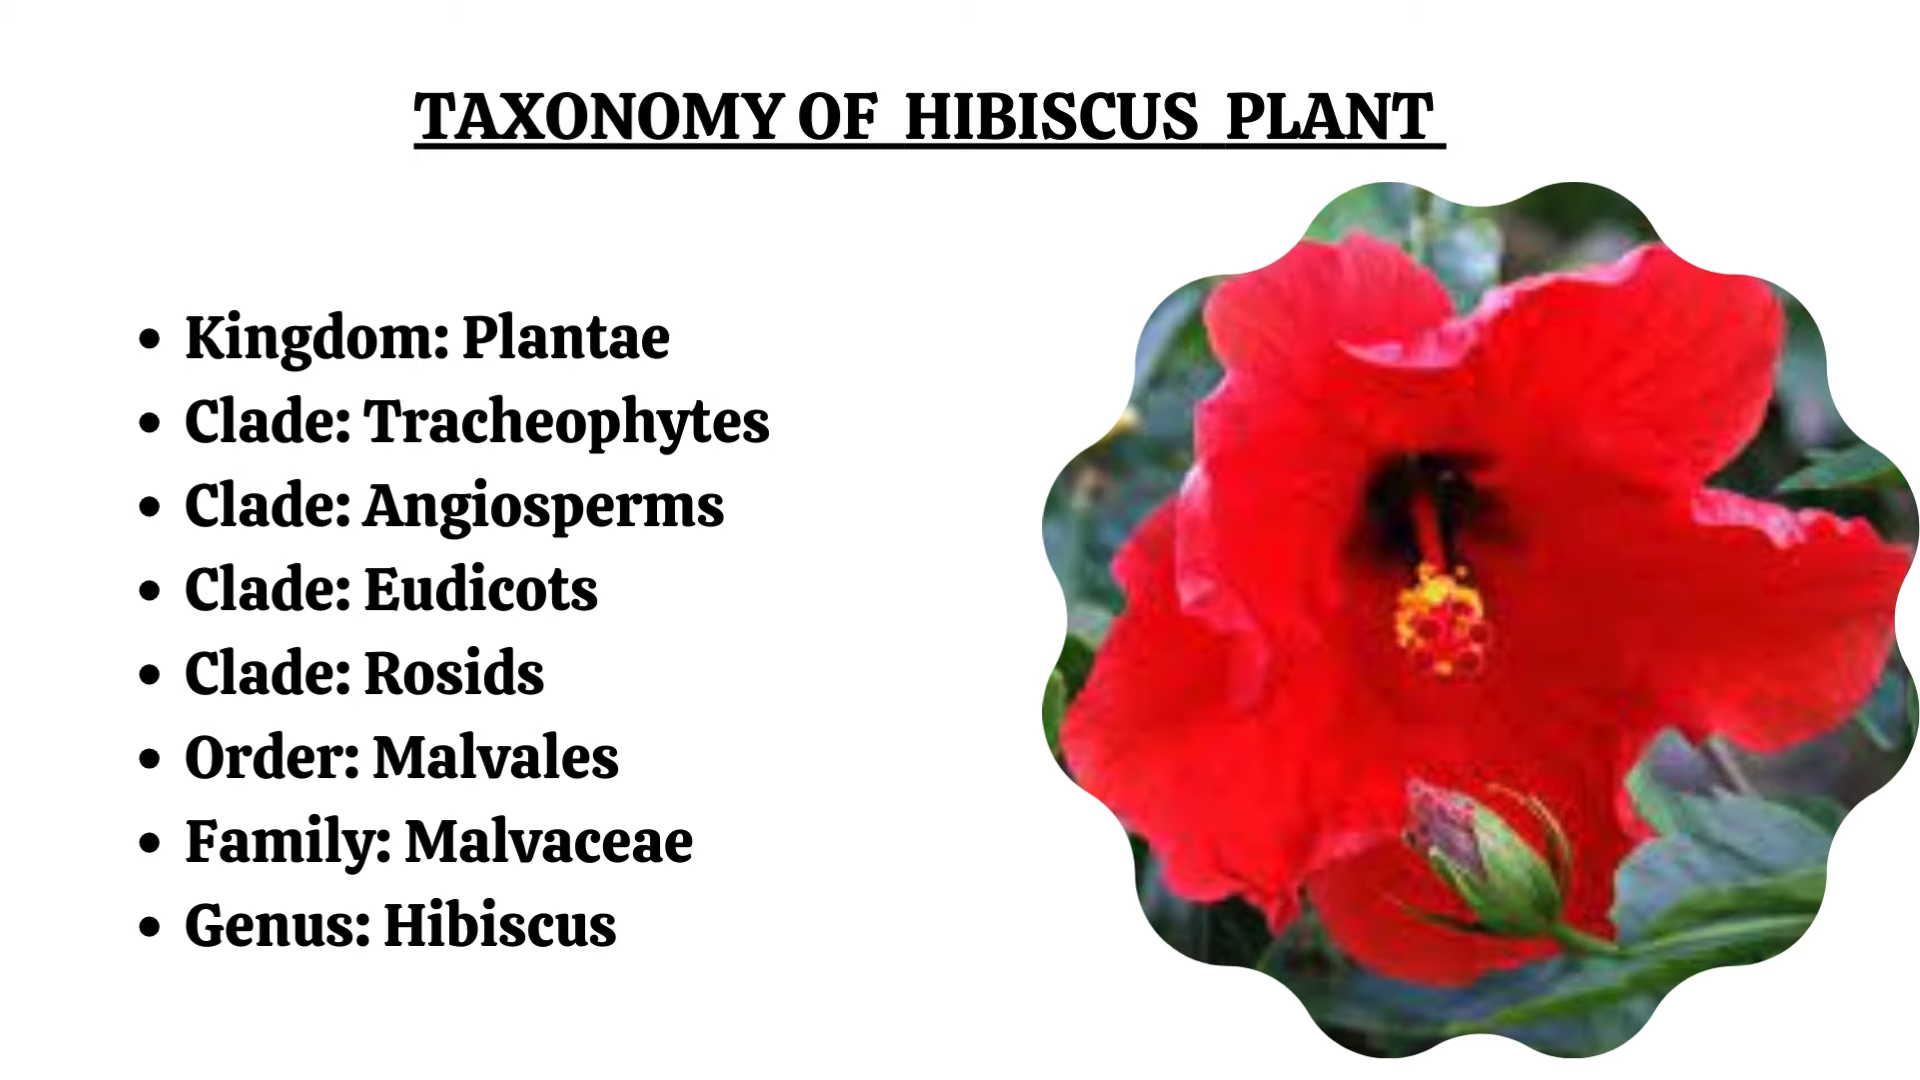 TAXONOMY OF HIBISCUS PLANT
• Kingdom: Plantae
• Clade: Tracheophytes
• Clade: Angiosperms
• Clade: Eudicots
• Clade: Rosids
• Order: Malvales
• Family: Malvaceae
• Genus: Hibiscus